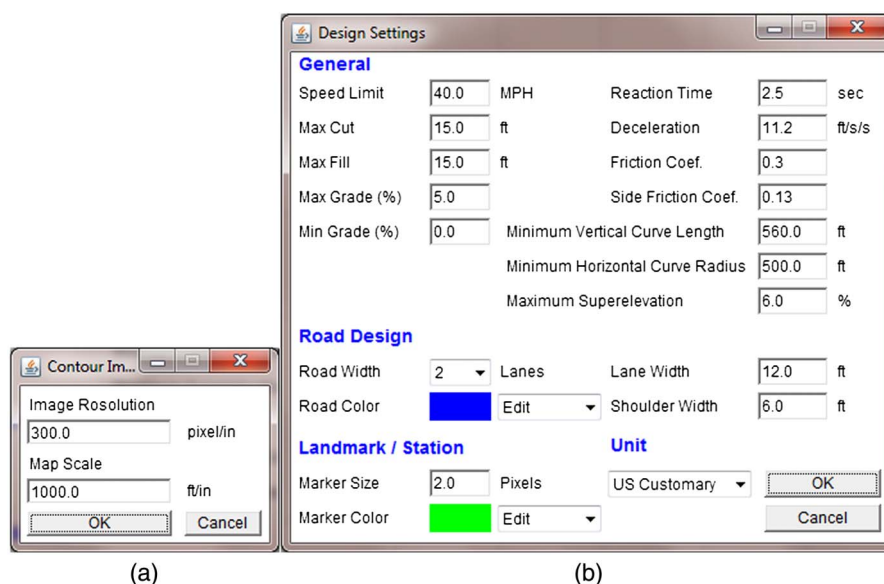 Design Settings
General
Speed Limit 40.0 MPH Reaction Time 2.5 sec
Max Cut 15.0 ft Deceleration 11.2 ft/s/s
Max Fill 15.0 ft Friction Coef. 0.3
Max Grade (%) 5.0 Side Friction Coef. 0.13
Min Grade (%) 0.0 Minimum Vertical Curve Length 560.0 ft
Minimum Horizontal Curve Radius 500.0 ft
Maximum Superelevation 6.0 %
Road Design
Road Width 2 Lanes Lane Width 12.0 ft
Road Color Edit Shoulder Width 6.0 ft
Landmark / Station Unit
Marker Size 2.0 Pixels US Customary OK
Marker Color Edit Cancel
Contour Im...
Image Rosolution
300.0 pixel/in
Map Scale
1000.0 ft/in
OK Cancel
(a) (b)